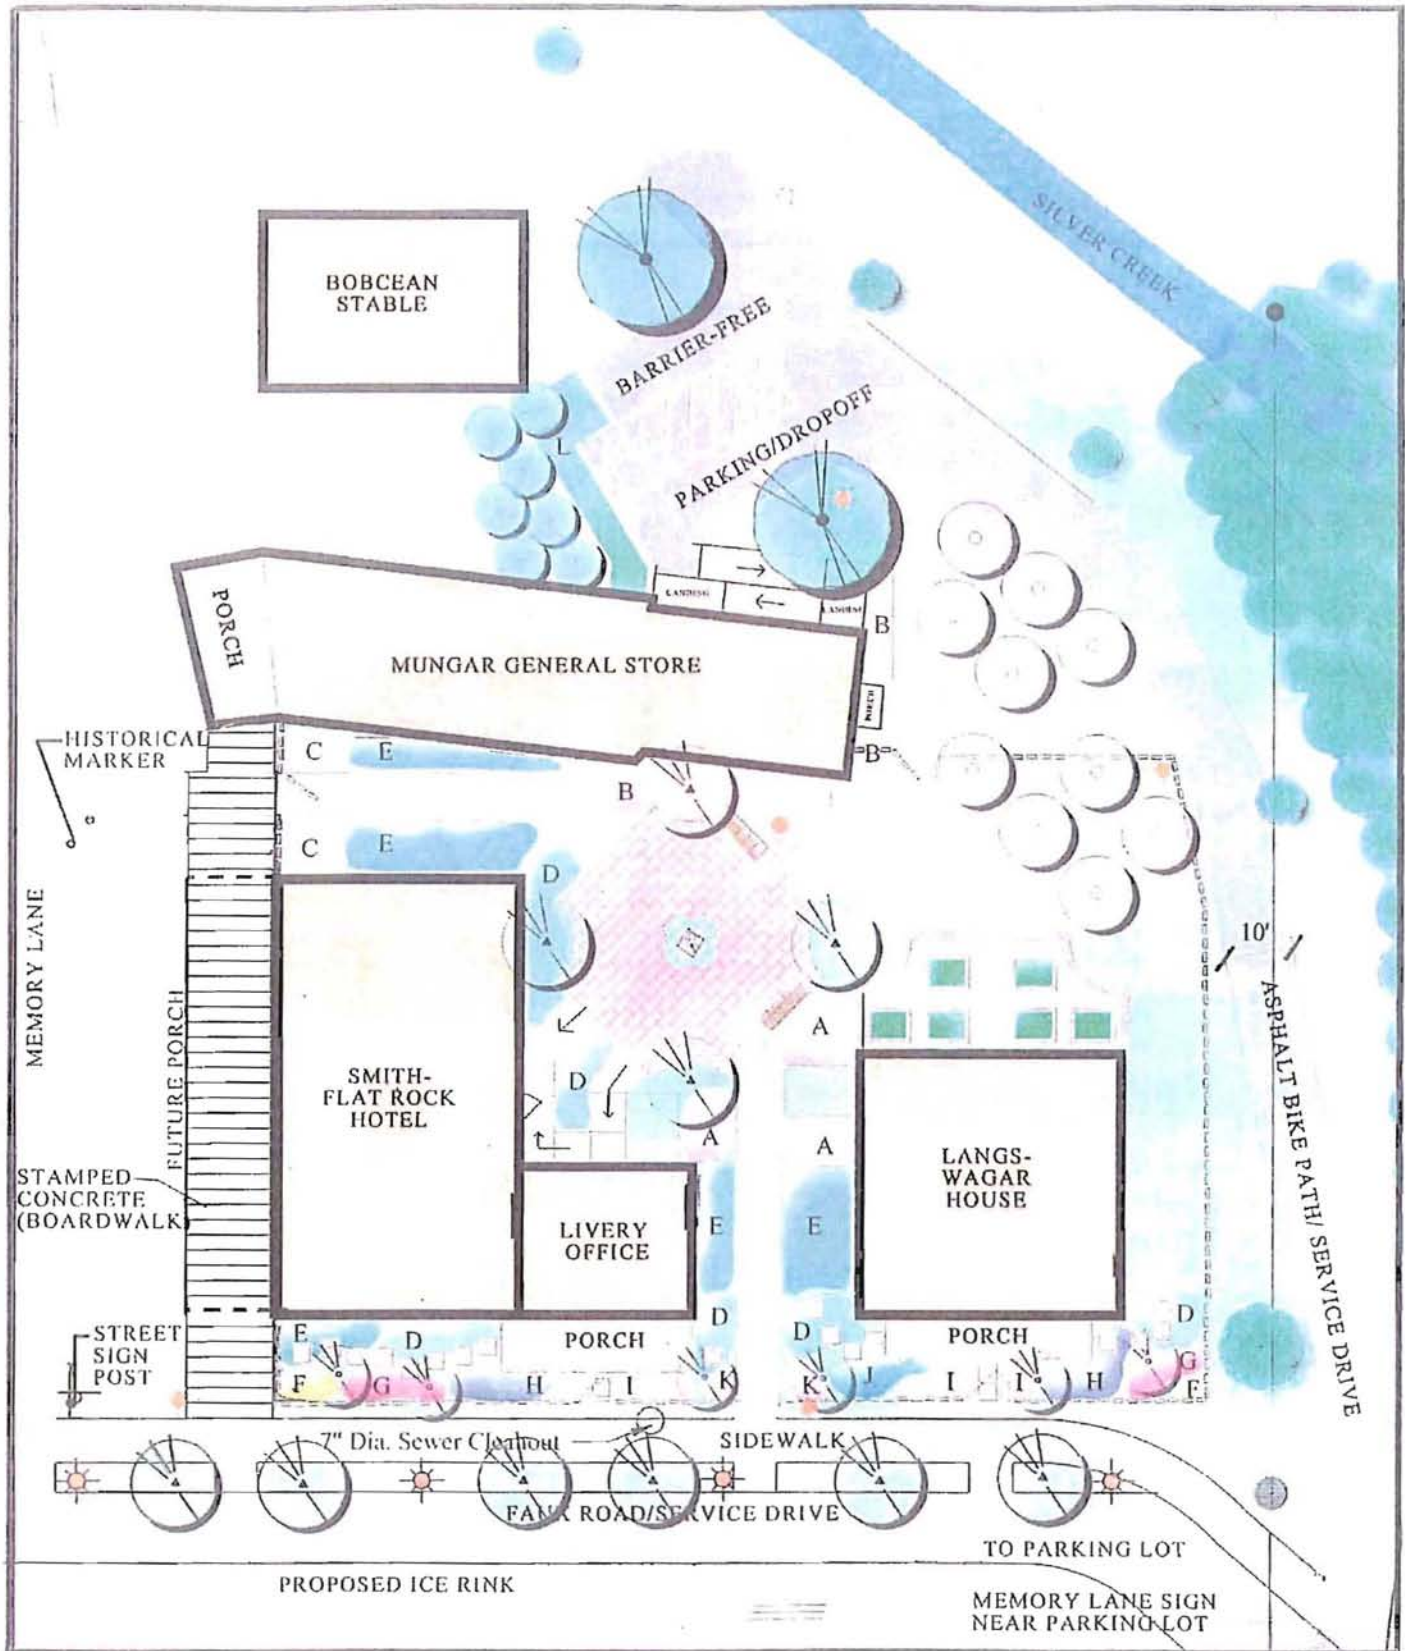 SILVER CREEK
BOBCEAN
STABLE
BARRIER-FREE
PARKING/DROPOFF
L
LANDING
LANDING
PORCH
B
MUNGAR GENERAL STORE
PORCH
HISTORICAL
MARKER
C
E
B
B
C
E
D
MEMORY LANE
FUTURE PORCH
10'
ASPHALT BIKE PATH/ SERVICE DRIVE
A
SMITH-
FLAT ROCK
HOTEL
D
A
A
LANGS-
WAGAR
HOUSE
STAMPED
CONCRETE
(BOARDWALK)
LIVERY
OFFICE
E
E
D
D
D
STREET
SIGN
POST
E
D
PORCH
PORCH
F
G
H
I
K
K
J
I
I
H
G
F
7" Dia. Sewer Cleanout
SIDEWALK
ROAD/SERVICE DRIVE
TO PARKING LOT
PROPOSED ICE RINK
MEMORY LANE SIGN
NEAR PARKING LOT